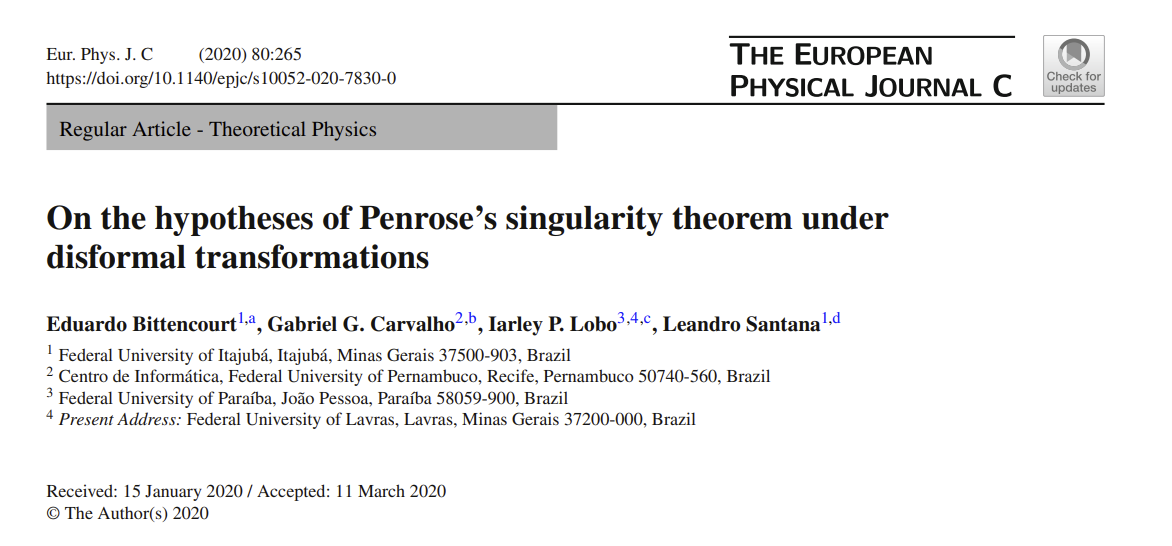 Eur. Phys. J. C (2020) 80:265
https://doi.org/10.1140/epjc/s10052-020-7830-0
THE EUROPEAN
PHYSICAL JOURNAL C
Check for
updates
Regular Article - Theoretical Physics
On the hypotheses of Penrose’s singularity theorem under
disformal transformations
Eduardo Bittencourt1,a, Gabriel G. Carvalho2,b, Iarley P. Lobo3,4,c, Leandro Santana1,d
1 Federal University of Itajubá, Itajubá, Minas Gerais 37500-903, Brazil
2 Centro de Informática, Federal University of Pernambuco, Recife, Pernambuco 50740-560, Brazil
3 Federal University of Paraíba, João Pessoa, Paraíba 58059-900, Brazil
4 Present Address: Federal University of Lavras, Lavras, Minas Gerais 37200-000, Brazil
Received: 15 January 2020 / Accepted: 11 March 2020
© The Author(s) 2020